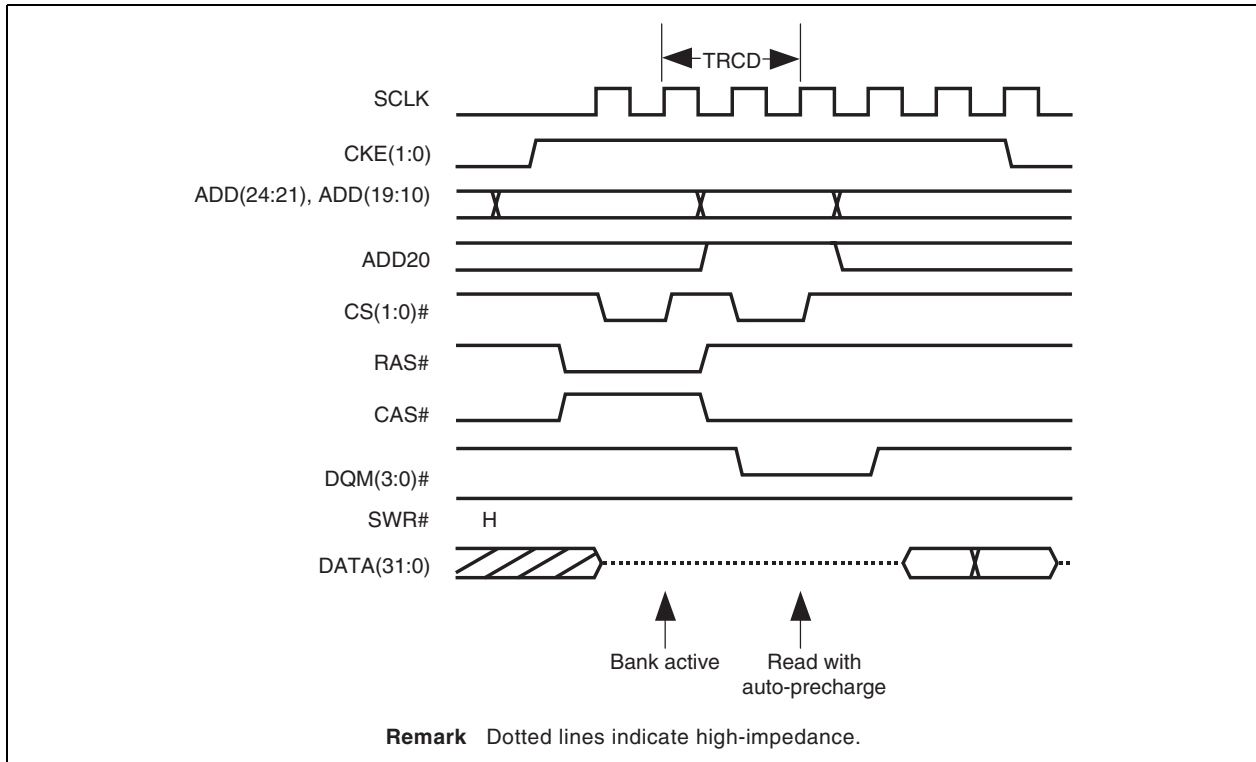 TRCD
SCLK
CKE(1:0)
ADD(24:21), ADD(19:10)
ADD20
CS(1:0)#
RAS#
CAS#
DQM(3:0)#
SWR# H
DATA(31:0)
Bank active
Read with
auto-precharge
Remark Dotted lines indicate high-impedance.